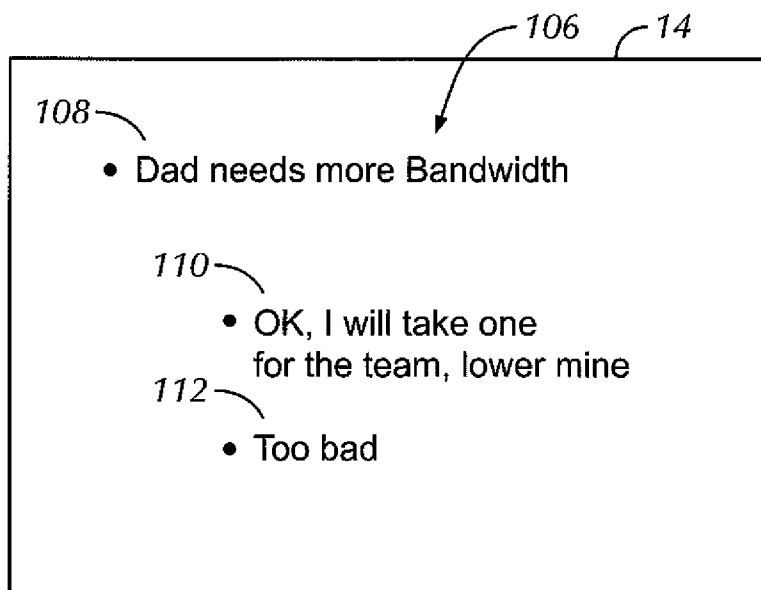 106
14
108
• Dad needs more Bandwidth
110
• OK, I will take one
for the team, lower mine
112
• Too bad